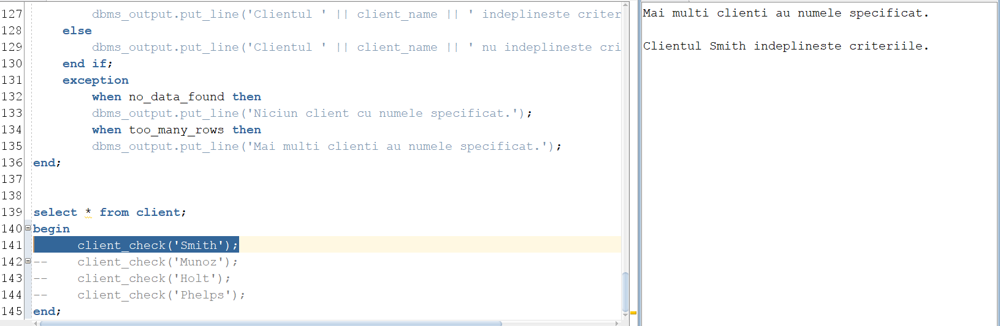 127 dbms_output.put_line('Clientul ' || client_name || ' indeplineste criter
128 else
129 dbms_output.put_line('Clientul ' || client_name || ' nu indeplineste cri
130 end if;
131 exception
132 when no_data_found then
133 dbms_output.put_line('Niciun client cu numele specificat.');
134 when too_many_rows then
135 dbms_output.put_line('Mai multi clienti au numele specificat.');
136 end;
137
138
139 select * from client;
140 begin
141 client_check('Smith');
142 -- client_check('Munoz');
143 -- client_check('Holt');
144 -- client_check('Phelps');
145 end;
Mai multi clienti au numele specificat.
Clientul Smith indeplineste criteriile.